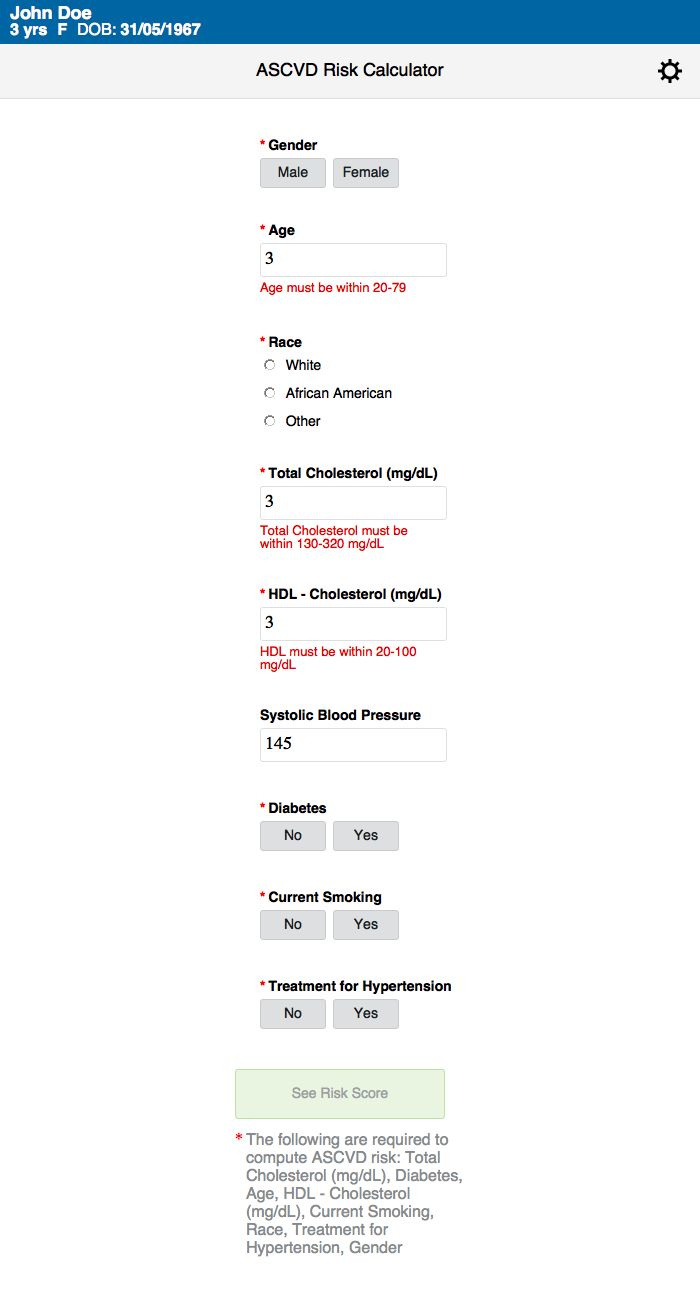 John Doe
3 yrs F DOB: 31/05/1967
ASCVD Risk Calculator
* Gender
Male Female
* Age
3
Age must be within 20-79
* Race
White
African American
Other
* Total Cholesterol (mg/dL)
3
Total Cholesterol must be
within 130-320 mg/dL
* HDL - Cholesterol (mg/dL)
3
HDL must be within 20-100
mg/dL
Systolic Blood Pressure
145
* Diabetes
No Yes
* Current Smoking
No Yes
* Treatment for Hypertension
No Yes
See Risk Score
* The following are required to
compute ASCVD risk: Total
Cholesterol (mg/dL), Diabetes,
Age, HDL - Cholesterol
(mg/dL), Current Smoking,
Race, Treatment for
Hypertension, Gender